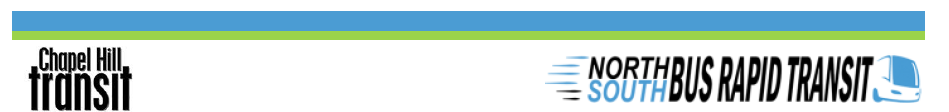 Chapel Hill
transit
NORTH
SOUTH BUS RAPID TRANSIT